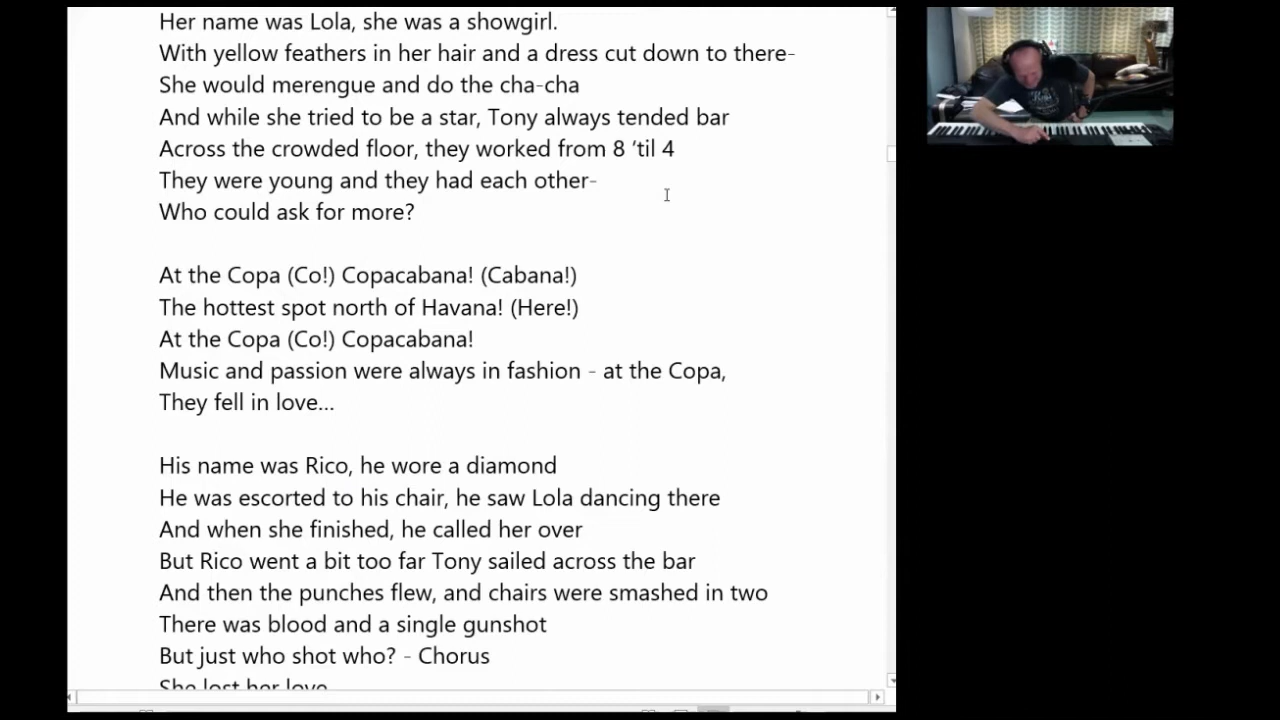 Her name was Lola, she was a showgirl.
With yellow feathers in her hair and a dress cut down to there-
She would merengue and do the cha-cha
And while she tried to be a star, Tony always tended bar
Across the crowded floor, they worked from 8 ’til 4
They were young and they had each other-
Who could ask for more?

At the Copa (Co!) Copacabana! (Cabana!)
The hottest spot north of Havana! (Here!)
At the Copa (Co!) Copacabana!
Music and passion were always in fashion - at the Copa,
They fell in love...

His name was Rico, he wore a diamond
He was escorted to his chair, he saw Lola dancing there
And when she finished, he called her over
But Rico went a bit too far Tony sailed across the bar
And then the punches flew, and chairs were smashed in two
There was blood and a single gunshot
But just who shot who? - Chorus
She lost her love